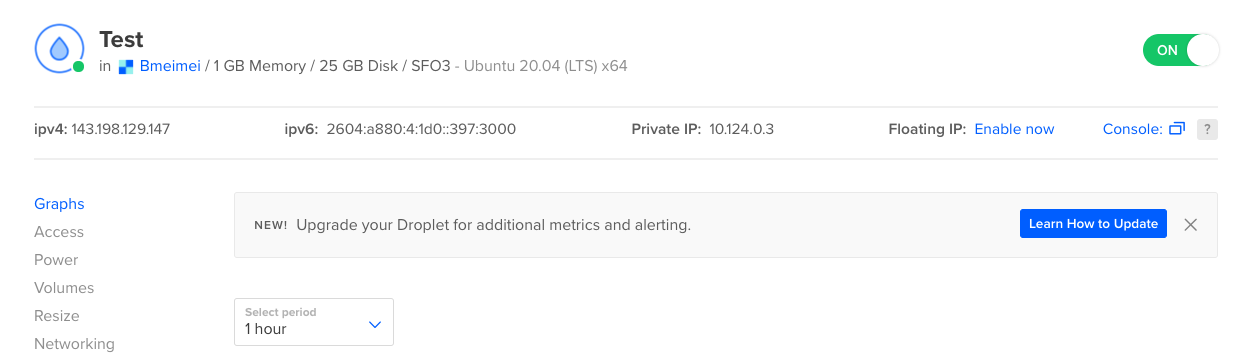 Test
in Bmeimei / 1 GB Memory / 25 GB Disk / SFO3 - Ubuntu 20.04 (LTS) x64
ON
ipv4: 143.198.129.147 ipv6: 2604:a880:4:1d0::397:3000 Private IP: 10.124.0.3 Floating IP: Enable now Console: ?
Graphs
Access
Power
Volumes
Resize
Networking
NEW! Upgrade your Droplet for additional metrics and alerting. Learn How to Update
Select period
1 hour